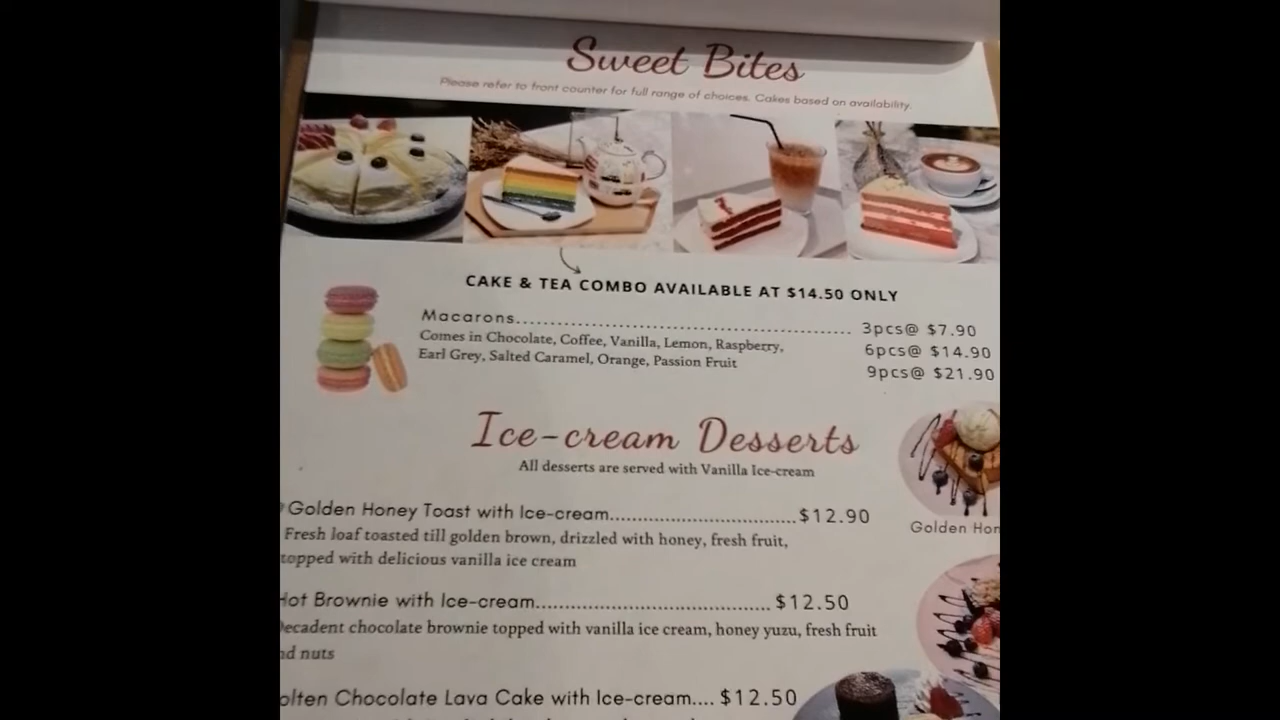 Sweet Bites
Please refer to front counter for full range of choices. Cakes based on availability.
CAKE & TEA COMBO AVAILABLE AT $14.50 ONLY
Macarons............................................................ 3pcs@ $7.90
Comes in Chocolate, Coffee, Vanilla, Lemon, Raspberry,
6pcs@ $14.90
Earl Grey, Salted Caramel, Orange, Passion Fruit
9pcs@ $21.90
Ice-cream Desserts
All desserts are served with Vanilla Ice-cream
Golden Honey Toast with Ice-cream.................................$12.90
Fresh loaf toasted till golden brown, drizzled with honey, fresh fruit,
Golden Hon
topped with delicious vanilla ice cream
Hot Brownie with Ice-cream..........................................$12.50
Decadent chocolate brownie topped with vanilla ice cream, honey yuzu, fresh fruit
nd nuts
olten Chocolate Lava Cake with Ice-cream.... $12.50